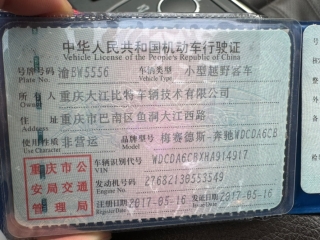 中华人民共和国机动车行驶证
Vehicle License of the People's Republic of China
号牌号码 渝BW5556 车辆类型 小型越野客车
Plate No. Vehicle Type
所有人 重庆大江比特车辆技术有限公司
Owner
住址 重庆市巴南区鱼洞大江西路
Address
使用性质 非营运 品牌型号 梅赛德斯-奔驰WDCDA6CB
Use Character Model
重庆市公
安局交通
管理局
车辆识别代号 WDCDA6CBXHA914917
VIN
发动机号码 27682130553549
Engine No.
注册日期 2017-05-16 发证日期 2017-05-16
Register Date Issue Date